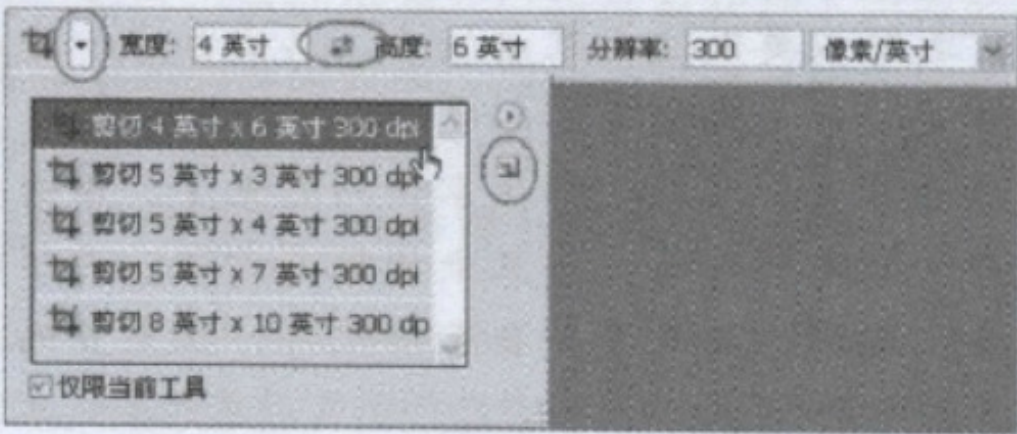 宽度: 4 英寸 高度: 6 英寸 分辨率: 300 像素/英寸
剪切 4 英寸 x 6 英寸 300 dpi
剪切 5 英寸 x 3 英寸 300 dpi
剪切 5 英寸 x 4 英寸 300 dpi
剪切 5 英寸 x 7 英寸 300 dpi
剪切 8 英寸 x 10 英寸 300 dp
仅限当前工具